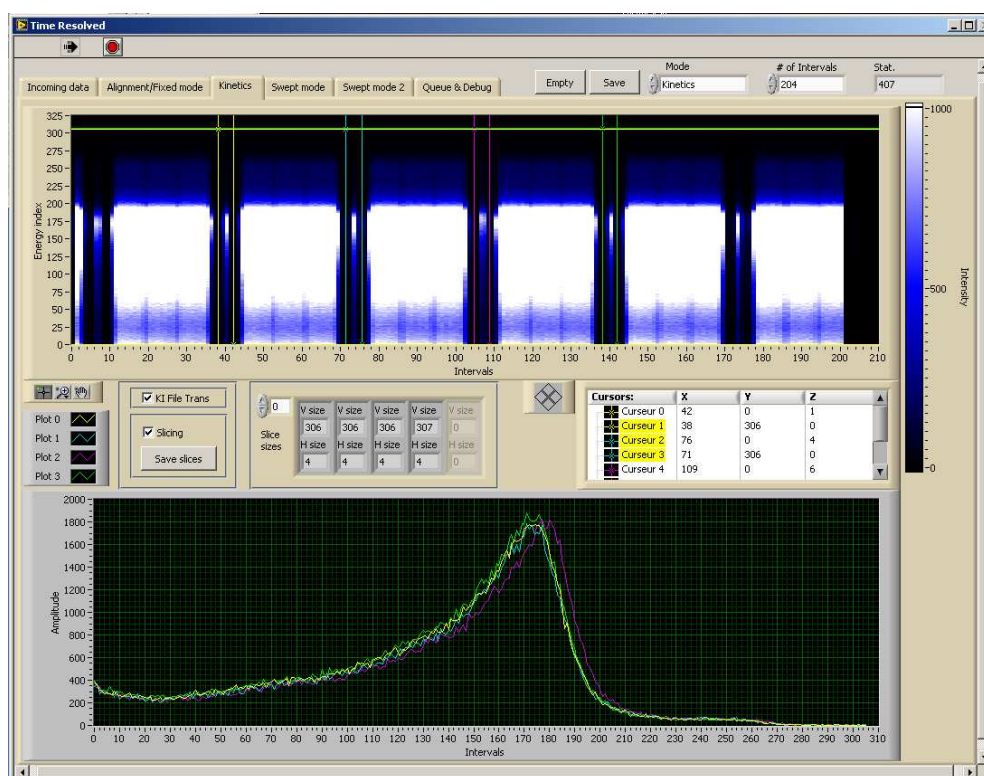 Time Resolved
Mode
# of Intervals
Stat.
Incoming data
Alignment/Fixed mode
Kinetics
Swept mode
Swept mode 2
Queue & Debug
Empty
Save
Kinetics
204
407
325
300
275
250
225
200
175
150
125
100
75
50
25
0
Energy index
0 10 20 30 40 50 60 70 80 90 100 110 120 130 140 150 160 170 180 190 200 210
Intervals
1000
500
0
Intensity
Plot 0
Plot 1
Plot 2
Plot 3
KI File Trans
Slicing
Save slices
0
Slice
sizes
V size V size V size V size V size
306 306 306 307 0
H size H size H size H size H size
4 4 4 4 0
Cursors: X Y Z
Curseur 0 42 0 1
Curseur 1 38 306 0
Curseur 2 76 0 4
Curseur 3 71 306 0
Curseur 4 109 0 6
2000
1800
1600
1400
1200
1000
800
600
400
200
0
Amplitude
0 10 20 30 40 50 60 70 80 90 100 110 120 130 140 150 160 170 180 190 200 210 220 230 240 250 260 270 280 290 300 310
Intervals